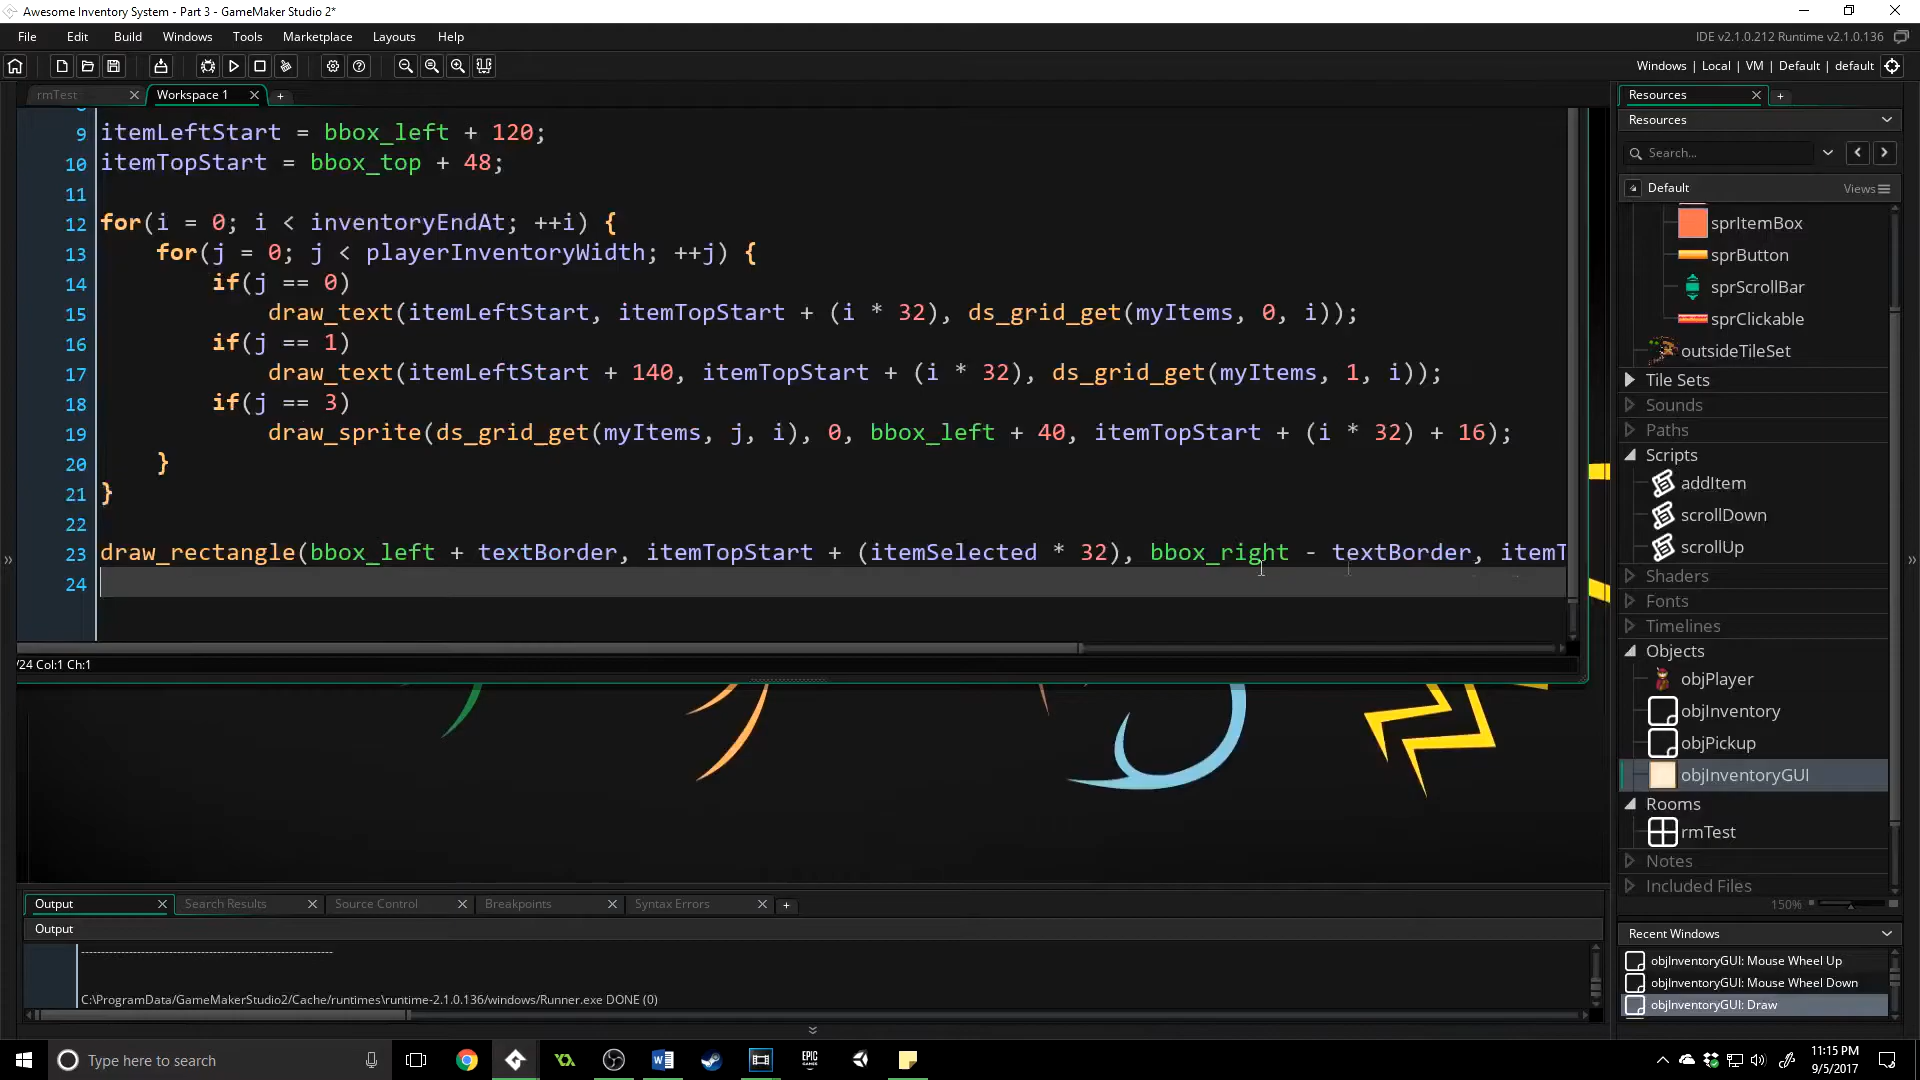 Awesome Inventory System - Part 3 - GameMaker Studio 2*
File Edit Build Windows Tools Marketplace Layouts Help
IDE v2.1.0.212 Runtime v2.1.0.136
Windows | Local | VM | Default | default
rmTest
Workspace 1
9 itemLeftStart = bbox_left + 120;
10 itemTopStart = bbox_top + 48;
11
12 for(i = 0; i < inventoryEndAt; ++i) {
13 for(j = 0; j < playerInventoryWidth; ++j) {
14 if(j == 0)
15 draw_text(itemLeftStart, itemTopStart + (i * 32), ds_grid_get(myItems, 0, i));
16 if(j == 1)
17 draw_text(itemLeftStart + 140, itemTopStart + (i * 32), ds_grid_get(myItems, 1, i));
18 if(j == 3)
19 draw_sprite(ds_grid_get(myItems, j, i), 0, bbox_left + 40, itemTopStart + (i * 32) + 16);
20 }
21 }
22
23 draw_rectangle(bbox_left + textBorder, itemTopStart + (itemSelected * 32), bbox_right - textBorder, itemT
24
/24 Col:1 Ch:1
Resources
Resources
Search...
Default
Views
sprItemBox
sprButton
sprScrollBar
sprClickable
outsideTileSet
Tile Sets
Sounds
Paths
Scripts
addItem
scrollDown
scrollUp
Shaders
Fonts
Timelines
Objects
objPlayer
objInventory
objPickup
objInventoryGUI
Rooms
rmTest
Notes
Included Files
150%
Recent Windows
objInventoryGUI: Mouse Wheel Up
objInventoryGUI: Mouse Wheel Down
objInventoryGUI: Draw
Output
Search Results
Source Control
Breakpoints
Syntax Errors
Output
C:\ProgramData/GameMakerStudio2/Cache/runtimes\runtime-2.1.0.136/windows/Runner.exe DONE (0)
Type here to search
EPIC GAMES
11:15 PM
9/5/2017